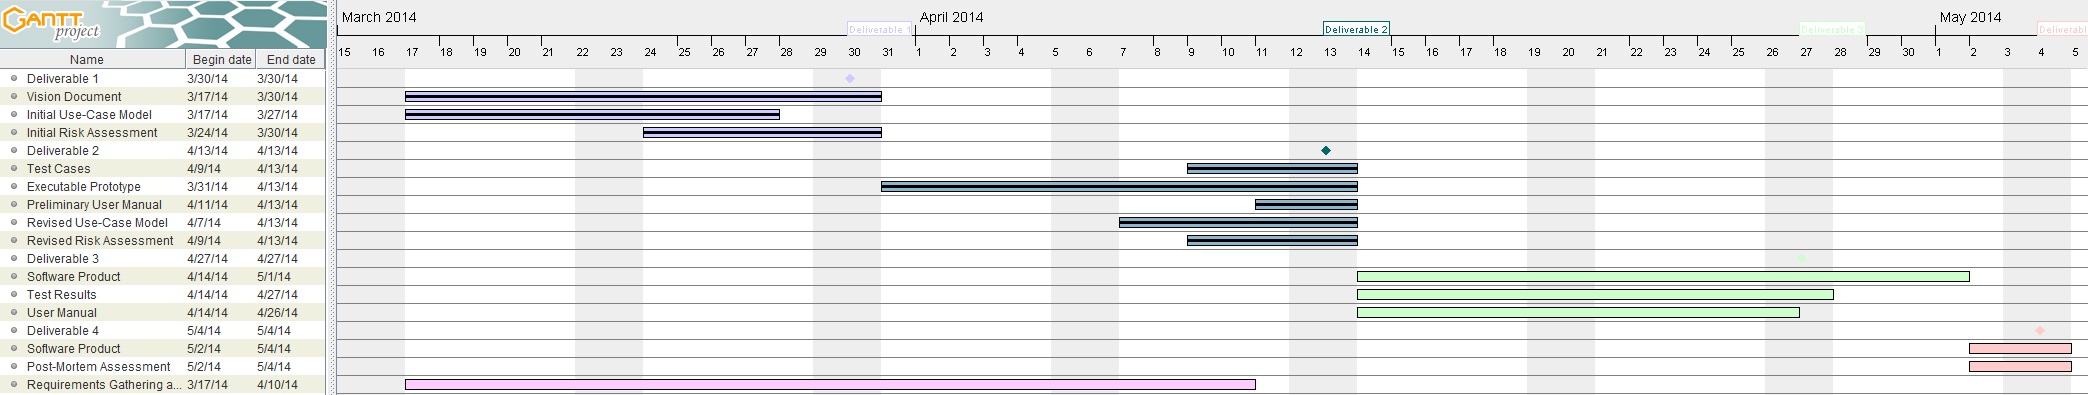 GANTT
project
March 2014
April 2014
May 2014
Deliverable 1
Deliverable 2
Deliverable 3
Deliverabl
15 16 17 18 19 20 21 22 23 24 25 26 27 28 29 30 31 1 2 3 4 5 6 7 8 9 10 11 12 13 14 15 16 17 18 19 20 21 22 23 24 25 26 27 28 29 30 1 2 3 4 5
Name Begin date End date
Deliverable 1 3/30/14 3/30/14
Vision Document 3/17/14 3/30/14
Initial Use-Case Model 3/17/14 3/27/14
Initial Risk Assessment 3/24/14 3/30/14
Deliverable 2 4/13/14 4/13/14
Test Cases 4/9/14 4/13/14
Executable Prototype 3/31/14 4/13/14
Preliminary User Manual 4/11/14 4/13/14
Revised Use-Case Model 4/7/14 4/13/14
Revised Risk Assessment 4/9/14 4/13/14
Deliverable 3 4/27/14 4/27/14
Software Product 4/14/14 5/1/14
Test Results 4/14/14 4/27/14
User Manual 4/14/14 4/26/14
Deliverable 4 5/4/14 5/4/14
Software Product 5/2/14 5/4/14
Post-Mortem Assessment 5/2/14 5/4/14
Requirements Gathering a... 3/17/14 4/10/14